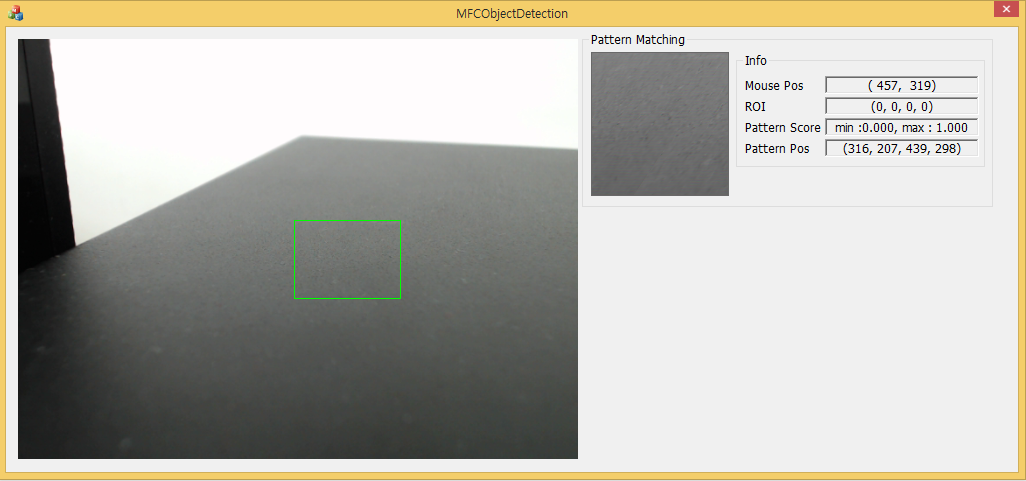 MFCObjectDetection
Pattern Matching
Info
Mouse Pos ( 457, 319)
ROI (0, 0, 0, 0)
Pattern Score min :0.000, max : 1.000
Pattern Pos (316, 207, 439, 298)